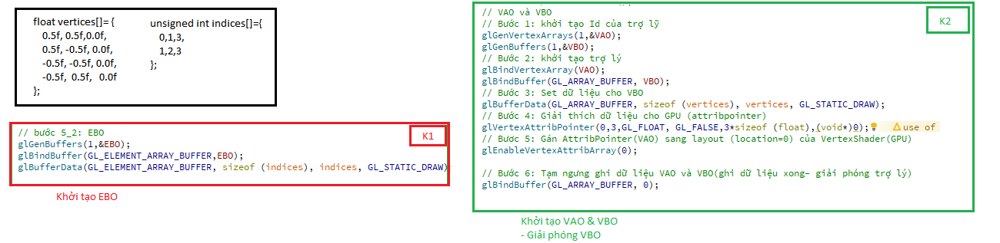 float vertices[]= {
0.5f, 0.5f,0.0f,
0.5f, -0.5f, 0.0f,
-0.5f, -0.5f, 0.0f,
-0.5f, 0.5f, 0.0f
};
unsigned int indices[]={
0,1,3,
1,2,3
};
K1
// bước 5_2: EBO
glGenBuffers(1,&EBO);
glBindBuffer(GL_ELEMENT_ARRAY_BUFFER,EBO);
glBufferData(GL_ELEMENT_ARRAY_BUFFER, sizeof (indices), indices, GL_STATIC_DRAW)
Khởi tạo EBO
K2
// VAO và VBO
// Bước 1: khởi tạo Id của trợ lỹ
glGenVertexArrays(1,&VAO);
glGenBuffers(1,&VBO);
// Bước 2: khởi tạo trợ lý
glBindVertexArray(VAO);
glBindBuffer(GL_ARRAY_BUFFER, VBO);
// Bước 3: Set dữ liệu cho VBO
glBufferData(GL_ARRAY_BUFFER, sizeof (vertices), vertices, GL_STATIC_DRAW);
// Bước 4: Giải thích dữ liệu cho GPU (attribpointer)
glVertexAttribPointer(0,3,GL_FLOAT, GL_FALSE,3*sizeof (float),(void*)0); use of
// Bước 5: Gán AttribPointer(VAO) sang layout (location=0) của VertexShader(GPU)
glEnableVertexAttribArray(0);
// Bước 6: Tạm ngưng ghi dữ liệu VAO và VBO(ghi dữ liệu xong– giải phóng trợ lý)
glBindBuffer(GL_ARRAY_BUFFER, 0);
Khởi tạo VAO & VBO
- Giải phóng VBO